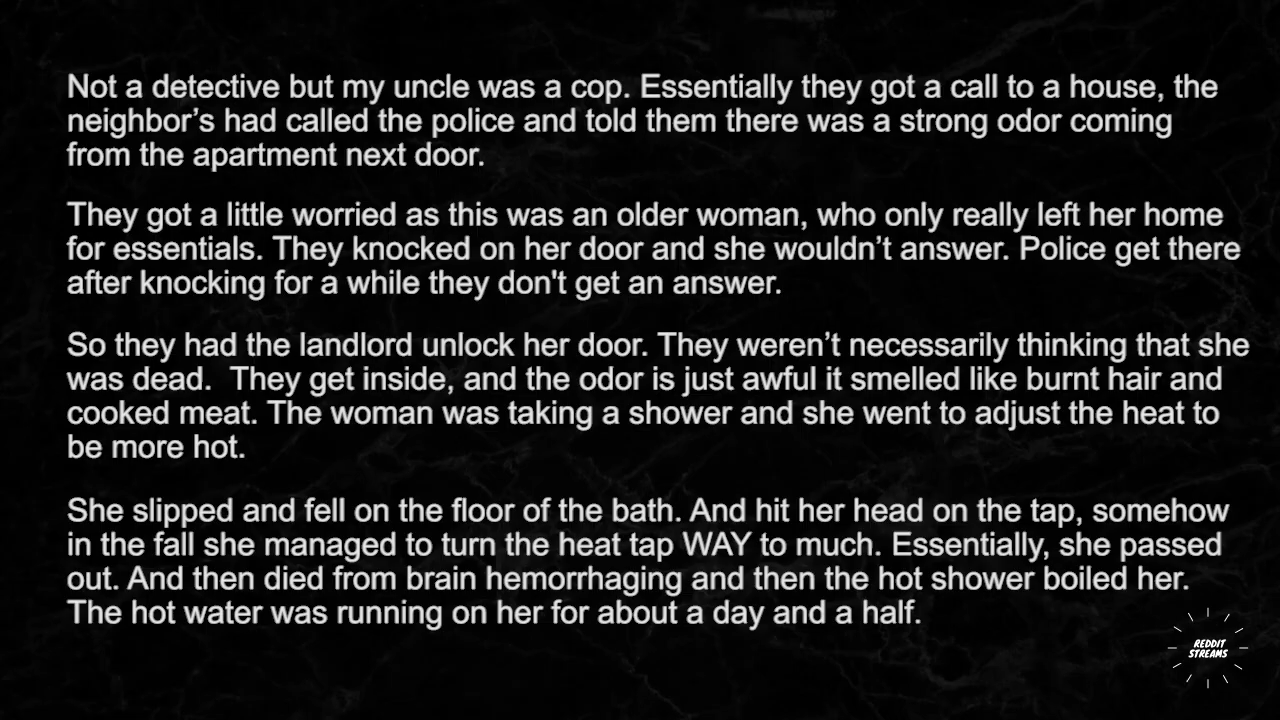 Not a detective but my uncle was a cop. Essentially they got a call to a house, the
neighbor’s had called the police and told them there was a strong odor coming
from the apartment next door.
They got a little worried as this was an older woman, who only really left her home
for essentials. They knocked on her door and she wouldn’t answer. Police get there
after knocking for a while they don't get an answer.
So they had the landlord unlock her door. They weren’t necessarily thinking that she
was dead.  They get inside, and the odor is just awful it smelled like burnt hair and
cooked meat. The woman was taking a shower and she went to adjust the heat to
be more hot.
She slipped and fell on the floor of the bath. And hit her head on the tap, somehow
in the fall she managed to turn the heat tap WAY to much. Essentially, she passed
out. And then died from brain hemorrhaging and then the hot shower boiled her.
The hot water was running on her for about a day and a half.
REDDIT
STREAMS